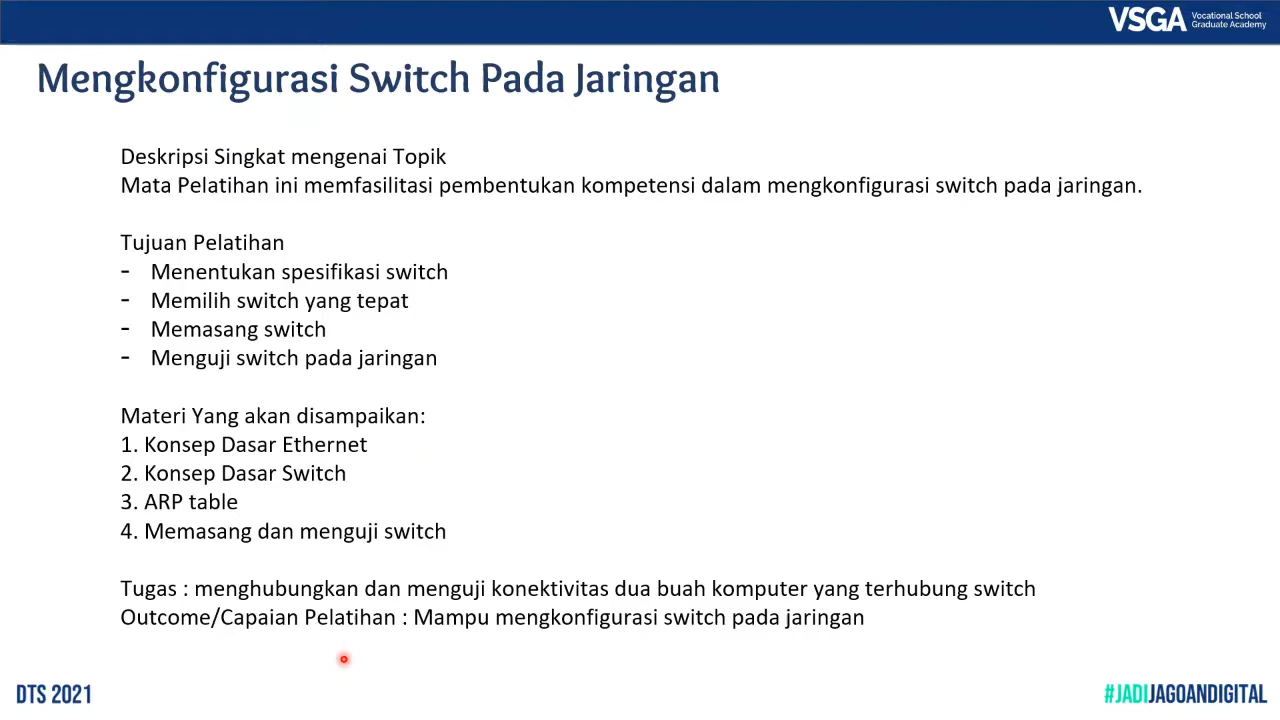 VSGA Vocational School
Graduate Academy
Mengkonfigurasi Switch Pada Jaringan
Deskripsi Singkat mengenai Topik
Mata Pelatihan ini memfasilitasi pembentukan kompetensi dalam mengkonfigurasi switch pada jaringan.
Tujuan Pelatihan
- Menentukan spesifikasi switch
- Memilih switch yang tepat
- Memasang switch
- Menguji switch pada jaringan
Materi Yang akan disampaikan:
1. Konsep Dasar Ethernet
2. Konsep Dasar Switch
3. ARP table
4. Memasang dan menguji switch
Tugas : menghubungkan dan menguji konektivitas dua buah komputer yang terhubung switch
Outcome/Capaian Pelatihan : Mampu mengkonfigurasi switch pada jaringan
DTS 2021
#JADIJAGOANDIGITAL